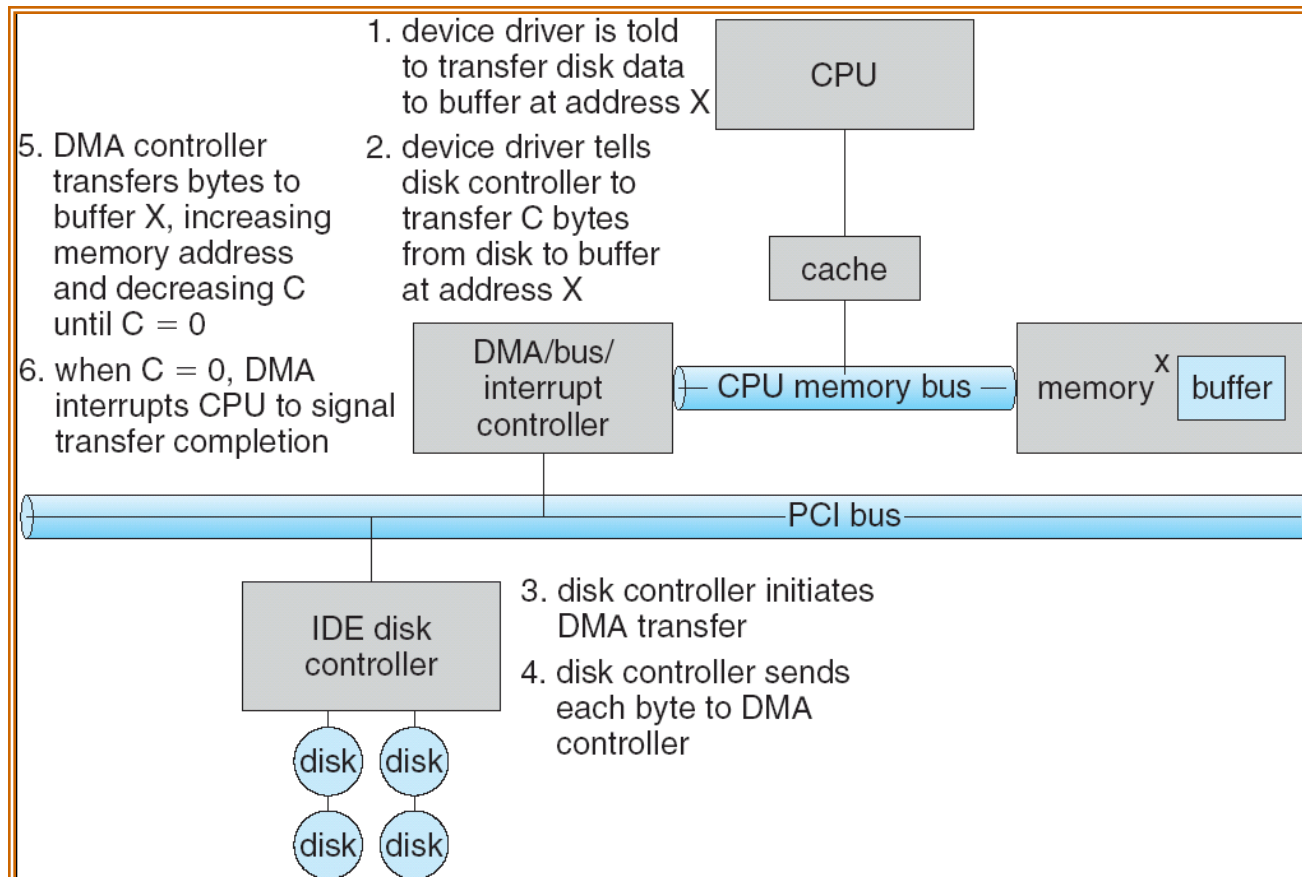 1. device driver is told
to transfer disk data
to buffer at address X
CPU
5. DMA controller
transfers bytes to
buffer X, increasing
memory address
and decreasing C
until C = 0
2. device driver tells
disk controller to
transfer C bytes
from disk to buffer
at address X
cache
6. when C = 0, DMA
interrupts CPU to signal
transfer completion
DMA/bus/
interrupt
controller
CPU memory bus
memory
X
buffer
PCI bus
IDE disk
controller
3. disk controller initiates
DMA transfer
4. disk controller sends
each byte to DMA
controller
disk
disk
disk
disk